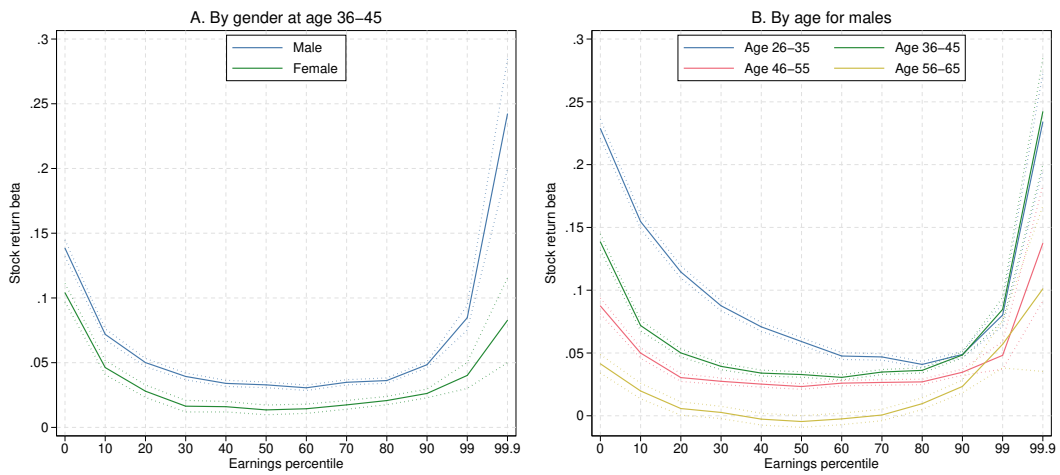 A. By gender at age 36−45
Male
Female
.3
.25
.2
.15
.1
.05
0
Stock return beta
0 10 20 30 40 50 60 70 80 90 99 99.9
Earnings percentile
B. By age for males
Age 26−35 Age 36−45
Age 46−55 Age 56−65
.3
.25
.2
.15
.1
.05
0
Stock return beta
0 10 20 30 40 50 60 70 80 90 99 99.9
Earnings percentile